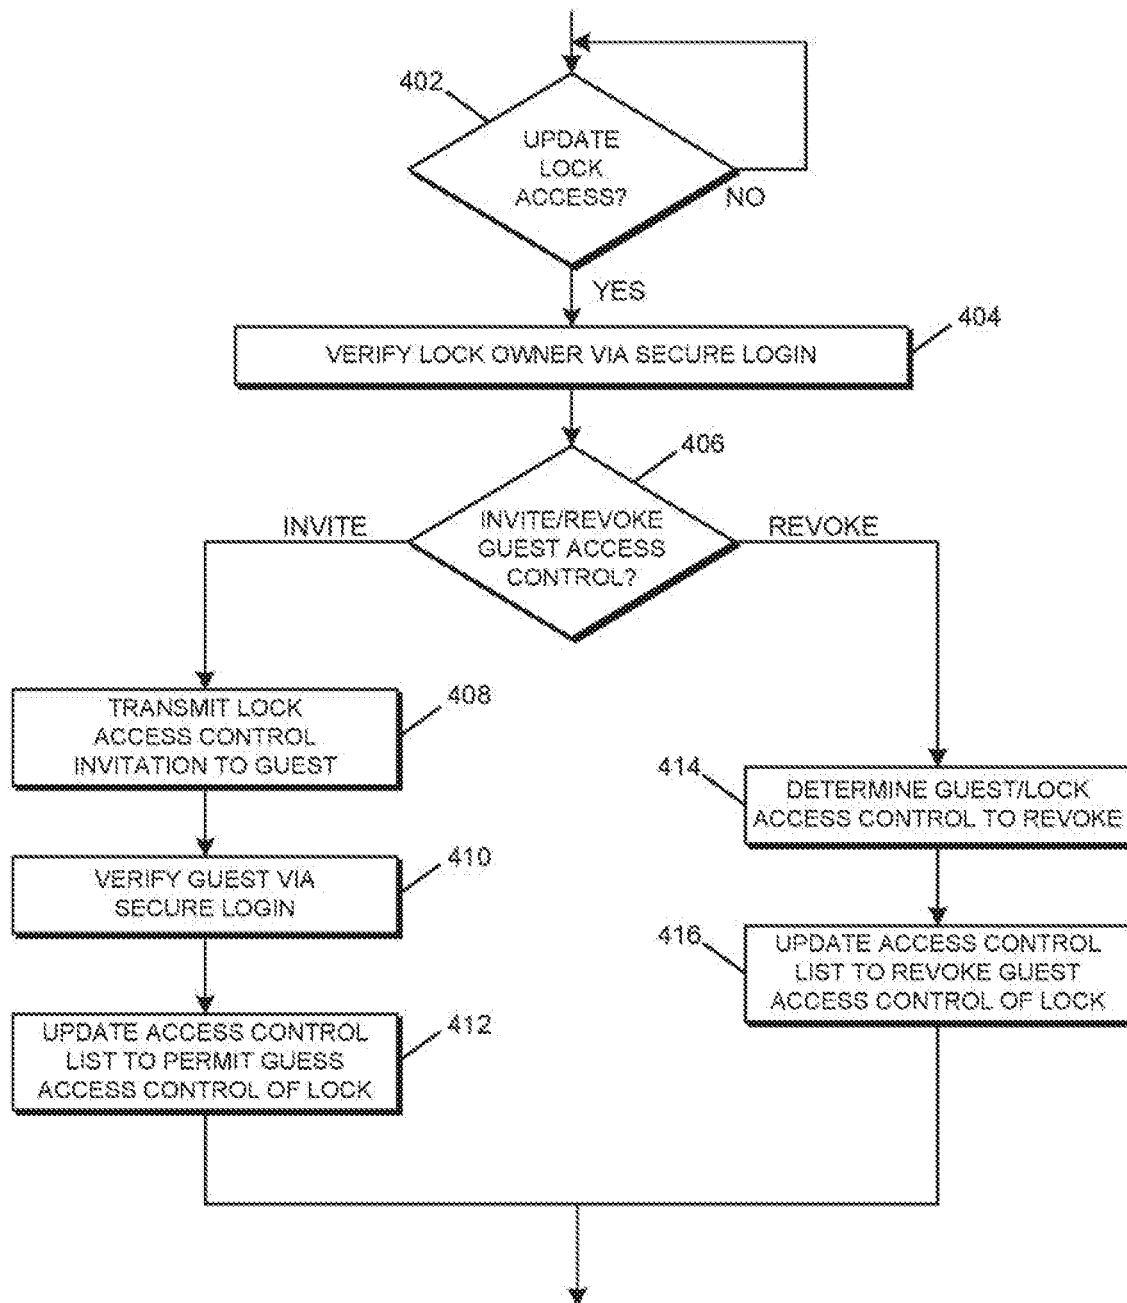 402
UPDATE
LOCK
ACCESS?
NO
YES
404
VERIFY LOCK OWNER VIA SECURE LOGIN
406
INVITE
INVITE/REVOKE
GUEST ACCESS
CONTROL?
REVOKE
TRANSMIT LOCK
ACCESS CONTROL
INVITATION TO GUEST
408
414
DETERMINE GUEST/LOCK
ACCESS CONTROL TO REVOKE
VERIFY GUEST VIA
SECURE LOGIN
410
416
UPDATE ACCESS CONTROL
LIST TO REVOKE GUEST
ACCESS CONTROL OF LOCK
UPDATE ACCESS CONTROL
LIST TO PERMIT GUESS
ACCESS CONTROL OF LOCK
412